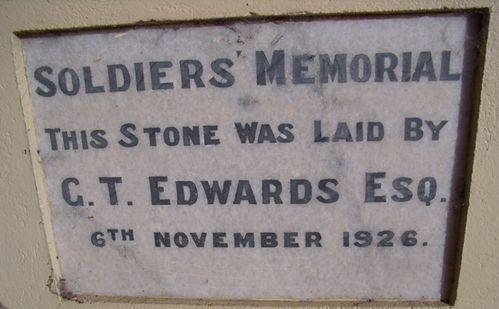 SOLDIERS' MEMORIAL
THIS STONE WAS LAID BY
G. T. EDWARDS ESQ.
6TH NOVEMBER 1926.